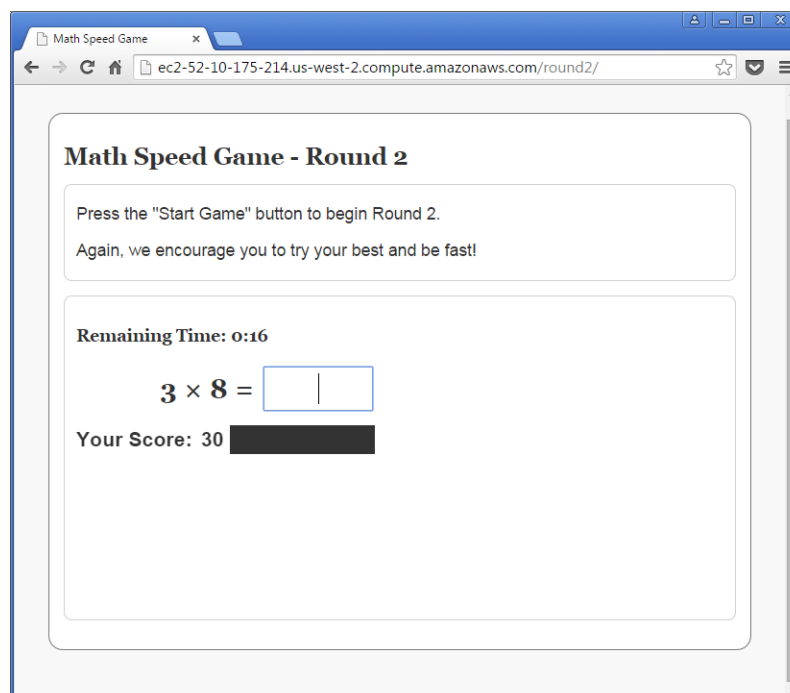 Math Speed Game
ec2-52-10-175-214.us-west-2.compute.amazonaws.com/round2/
Math Speed Game - Round 2
Press the "Start Game" button to begin Round 2.
Again, we encourage you to try your best and be fast!
Remaining Time: 0:16
3 × 8 =
Your Score: 30